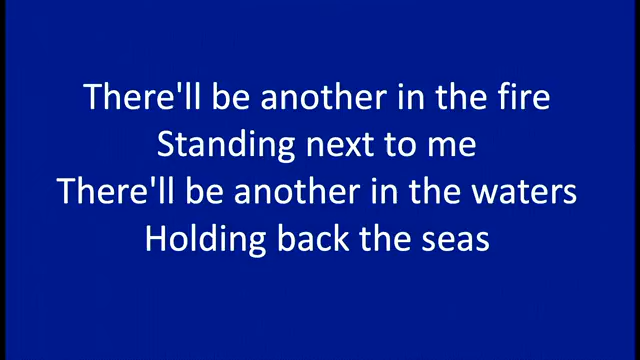 There'll be another in the fire
Standing next to me
There'll be another in the waters
Holding back the seas